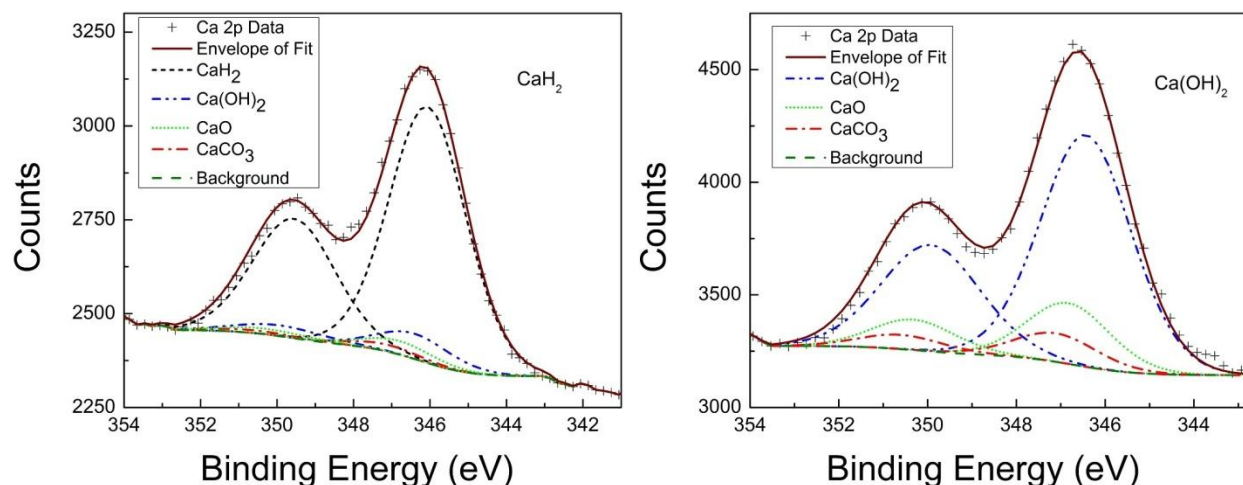 3250
3000
2750
2500
2250
Counts
+ Ca 2p Data
Envelope of Fit
CaH₂
Ca(OH)₂
CaO
CaCO₃
Background
CaH₂
354 352 350 348 346 344 342
Binding Energy (eV)
4500
4000
3500
3000
Counts
+ Ca 2p Data
Envelope of Fit
Ca(OH)₂
CaO
CaCO₃
Background
Ca(OH)₂
354 352 350 348 346 344
Binding Energy (eV)